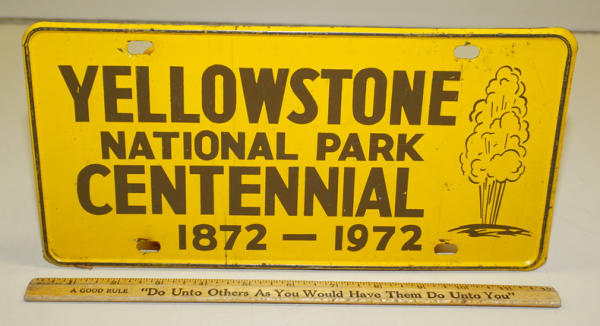 YELLOWSTONE
NATIONAL PARK
CENTENNIAL
1872 — 1972
A GOOD RULE "Do Unto Others As You Would Have Them Do Unto You"